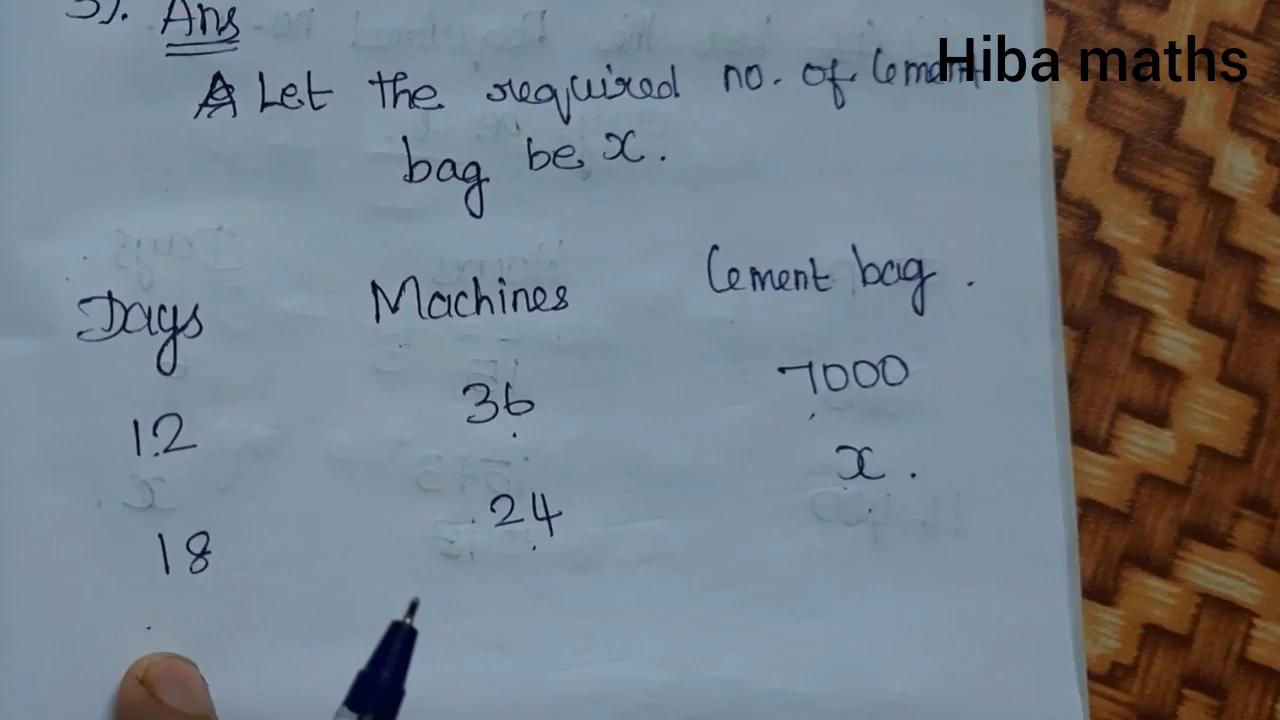 3). Ans
Hiba maths
Let the required no. of Cement
bag be x.
Days Machines Cement bag.
12 36 7000
18 24 x.